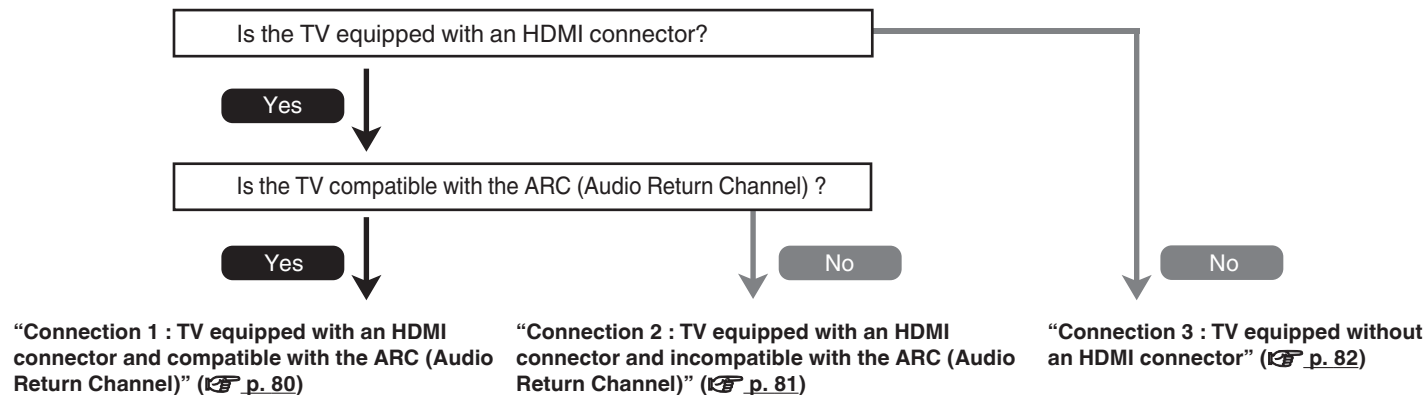 Is the TV equipped with an HDMI connector?
Yes
Is the TV compatible with the ARC (Audio Return Channel) ?
Yes
No
No
“Connection 1 : TV equipped with an HDMI
connector and compatible with the ARC (Audio
Return Channel)” (☞ p. 80)
“Connection 2 : TV equipped with an HDMI
connector and incompatible with the ARC (Audio
Return Channel)” (☞ p. 81)
“Connection 3 : TV equipped without
an HDMI connector” (☞ p. 82)